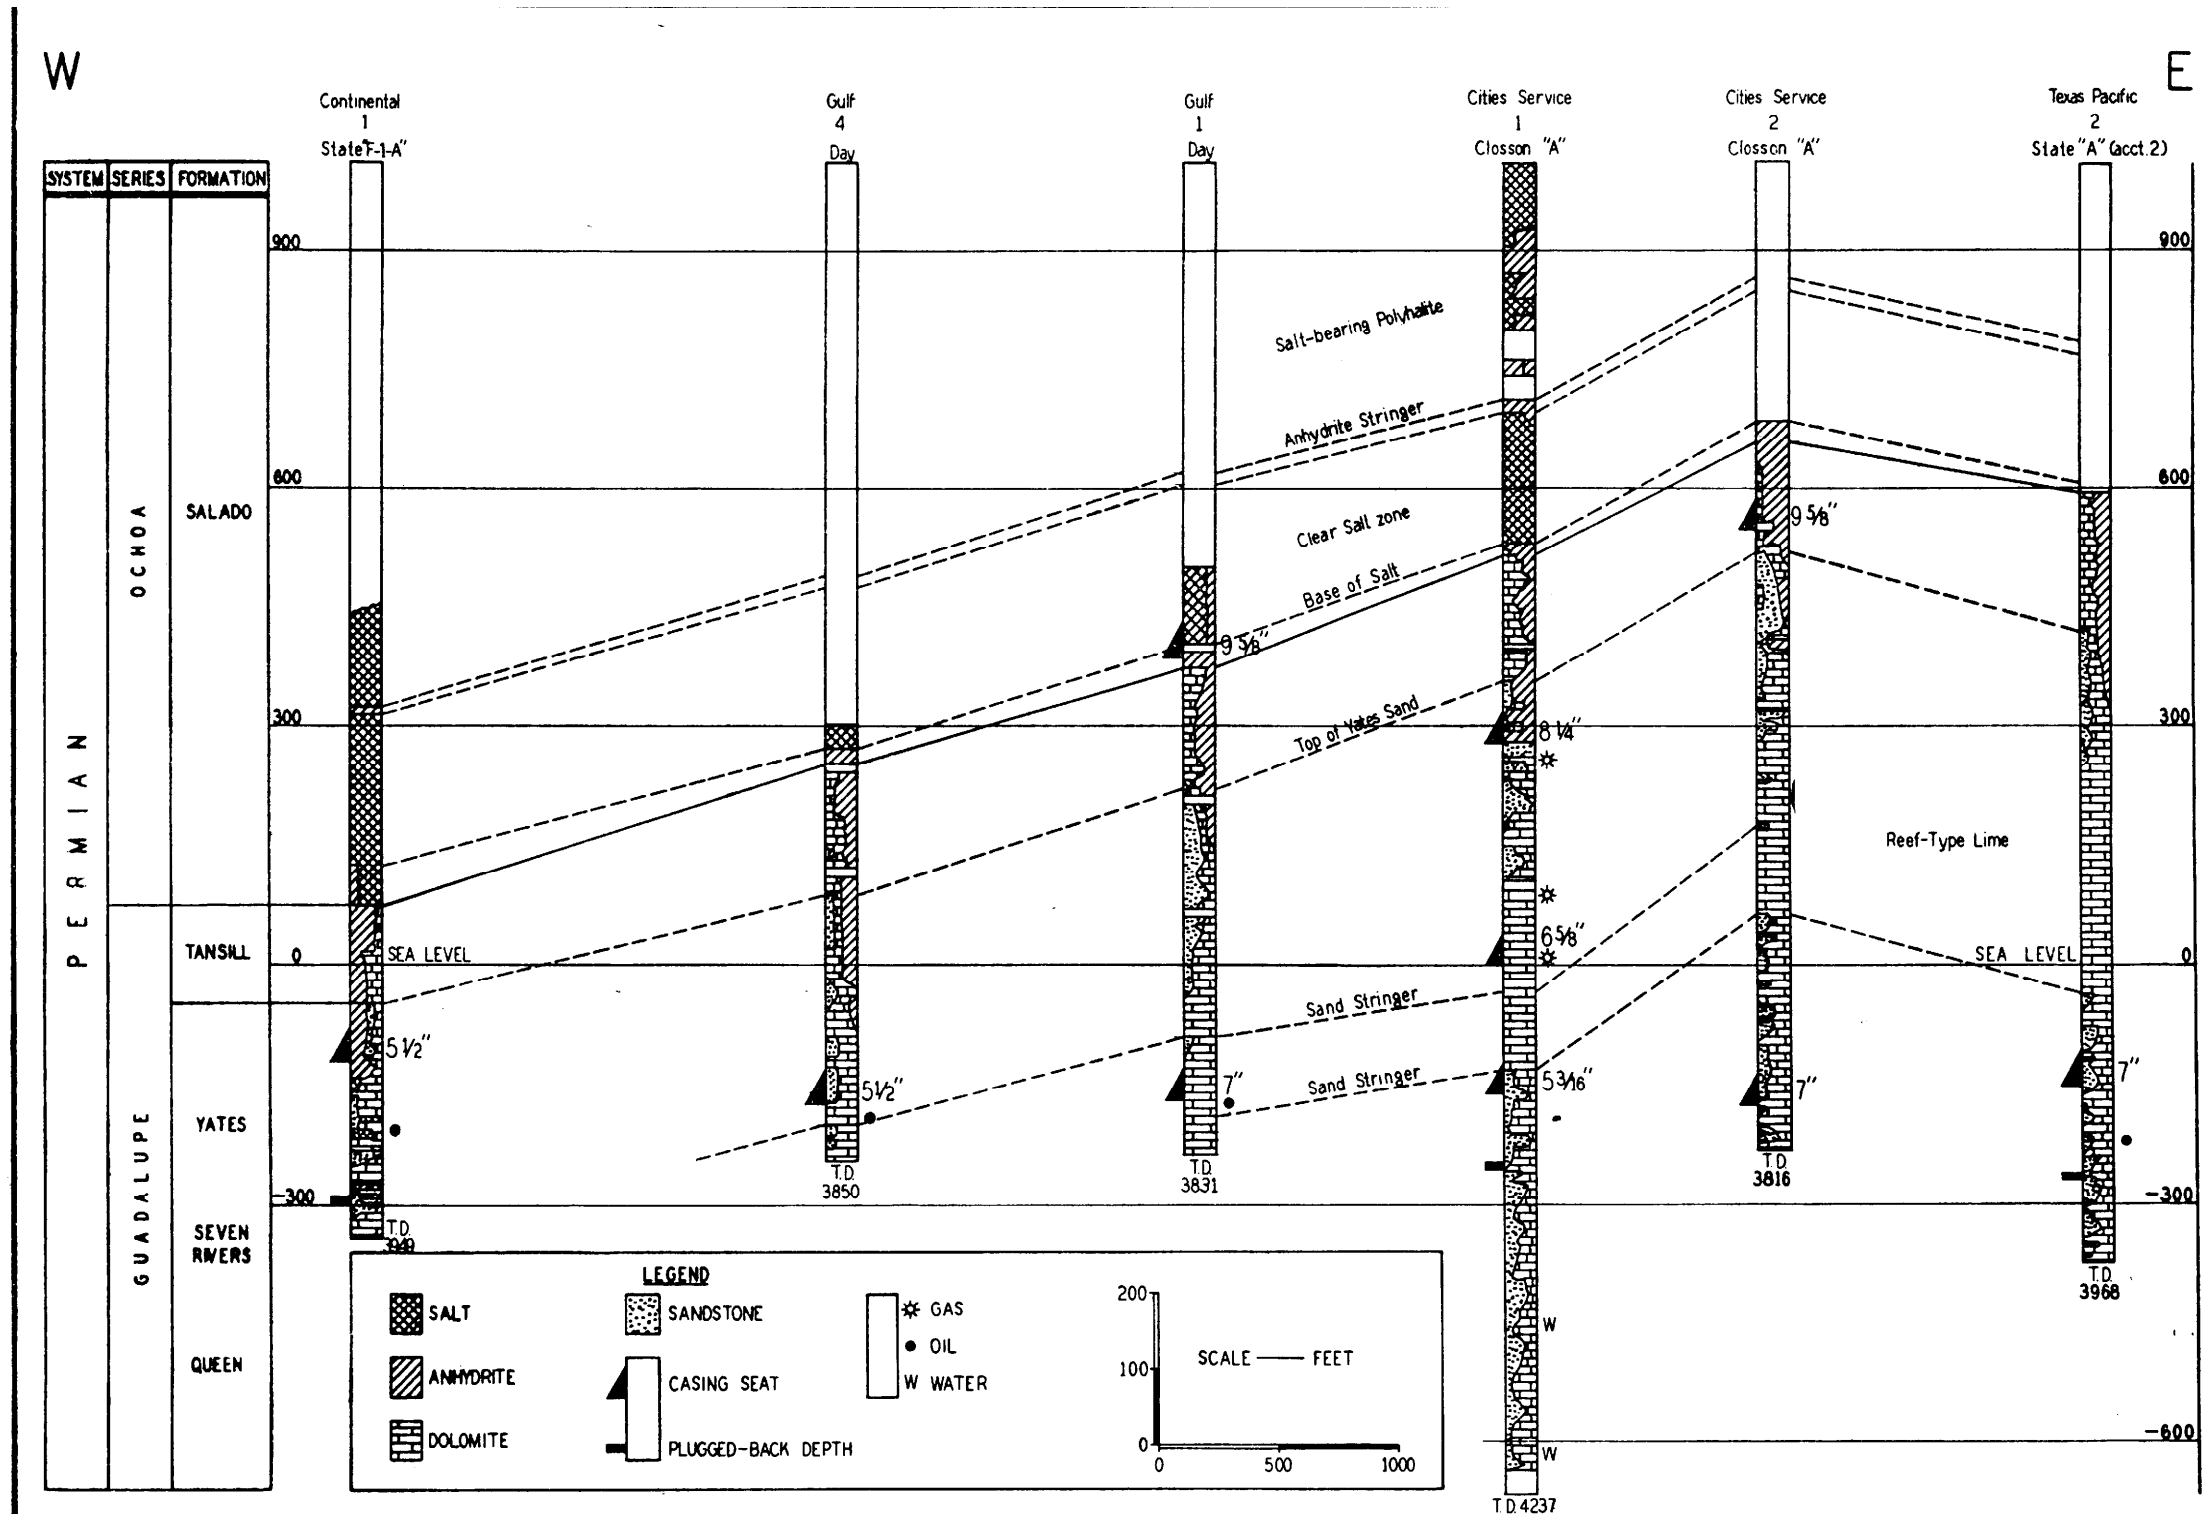 W
E
Continental
1
State "F-1-A"
Gulf
4
Day
Gulf
1
Day
Cities Service
1
Closson "A"
Cities Service
2
Closson "A"
Texas Pacific
2
State "A" (acct. 2)
SYSTEM SERIES FORMATION
PERMIAN
OCHOA
GUADALUPE
SALADO
TANSILL
YATES
SEVEN
RIVERS
QUEEN
900
900
600
600
300
300
0
SEA LEVEL
SEA LEVEL
0
-300
-300
-600
Salt-bearing Polyhalite
Anhydrite Stringer
Clear Salt zone
Base of Salt
Top of Yates Sand
Sand Stringer
Sand Stringer
Reef-Type Lime
9 5/8"
9 5/8"
8 1/4"
6 5/8"
5 1/2"
5 1/2"
7"
5 3/16"
7"
7"
W
W
T.D.
3949
T.D.
3850
T.D.
3831
T.D. 4237
T.D.
3816
T.D.
3968
LEGEND
SALT
ANHYDRITE
DOLOMITE
SANDSTONE
CASING SEAT
PLUGGED-BACK DEPTH
GAS
OIL
W WATER
200
100
0
SCALE — FEET
0 500 1000